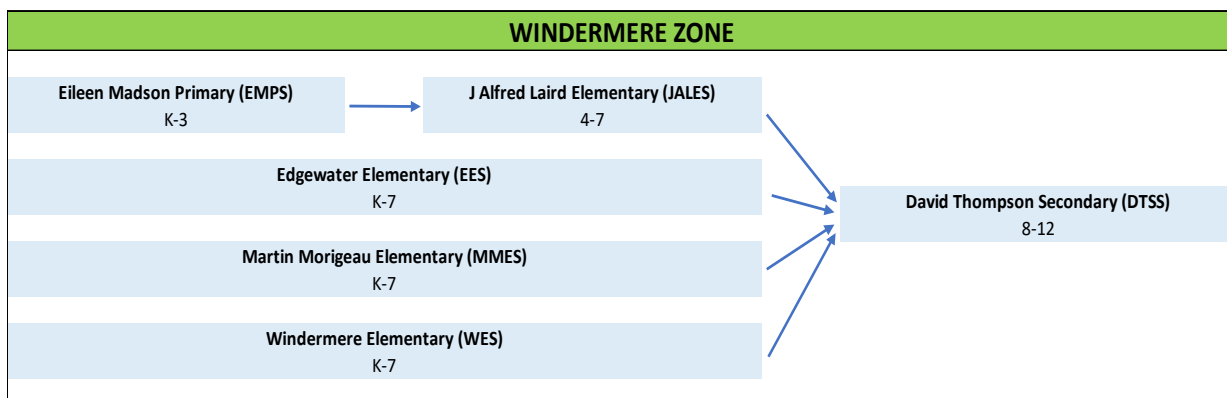 WINDERMERE ZONE
Eileen Madson Primary (EMPS)
K-3
J Alfred Laird Elementary (JALES)
4-7
Edgewater Elementary (EES)
K-7
Martin Morigeau Elementary (MMES)
K-7
Windermere Elementary (WES)
K-7
David Thompson Secondary (DTSS)
8-12